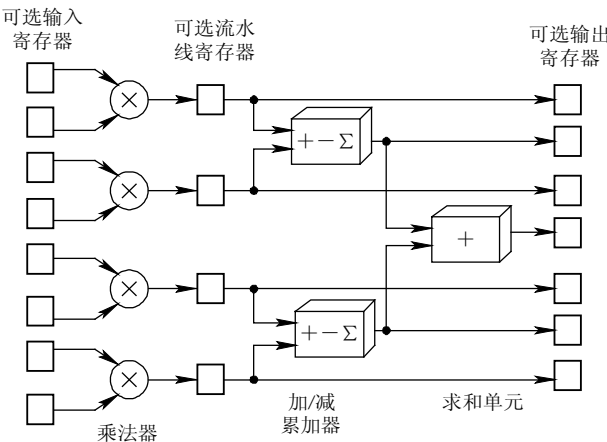 可选输入
寄存器
可选流水
线寄存器
可选输出
寄存器
×
+－Σ
×
+
×
+－Σ
×
乘法器
加/减
累加器
求和单元